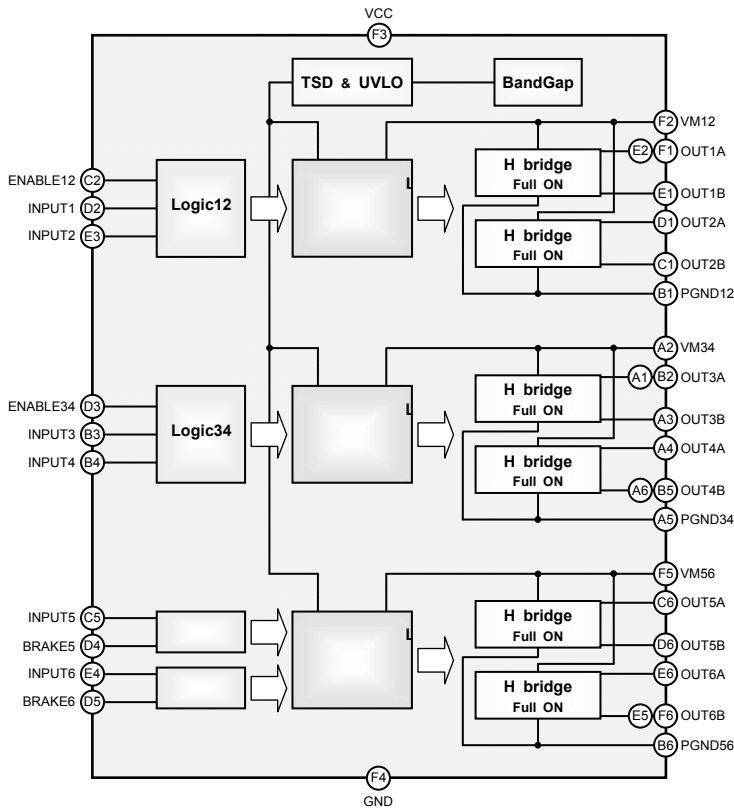 VCC
F3
TSD & UVLO
BandGap
F2 VM12
E2 F1 OUT1A
H bridge
Full ON
ENABLE12 C2
Logic12
L
E1 OUT1B
INPUT1 D2
D1 OUT2A
INPUT2 E3
H bridge
Full ON
C1 OUT2B
B1 PGND12
A2 VM34
A1 B2 OUT3A
H bridge
Full ON
ENABLE34 D3
Logic34
L
A3 OUT3B
INPUT3 B3
A4 OUT4A
INPUT4 B4
H bridge
Full ON
A6 B5 OUT4B
A5 PGND34
F5 VM56
C6 OUT5A
INPUT5 C5
H bridge
Full ON
L
BRAKE5 D4
D6 OUT5B
INPUT6 E4
E6 OUT6A
BRAKE6 D5
H bridge
Full ON
E5 F6 OUT6B
B6 PGND56
F4
GND